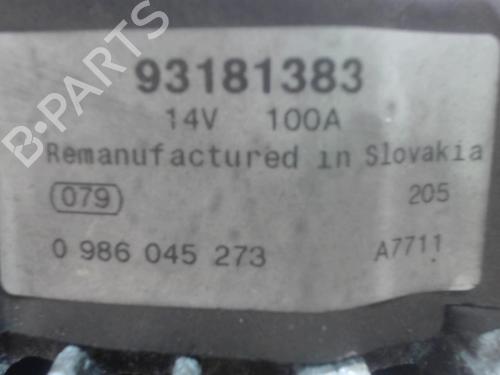 B-PARTS
93181383
14V 100A
Remanufactured in Slovakia
079 205
0 986 045 273 A7711